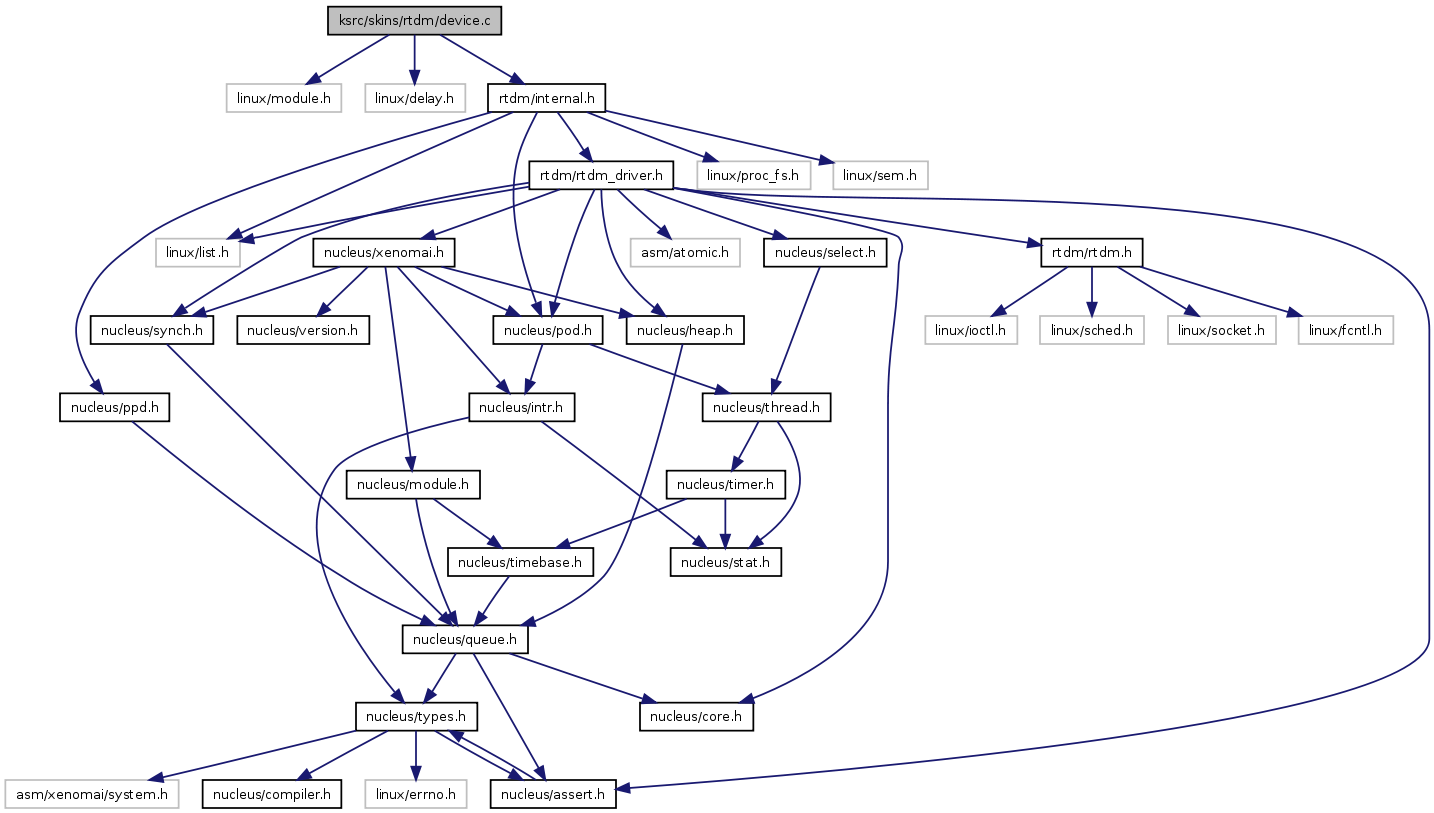 ksrc/skins/rtdm/device.c
linux/module.h
linux/delay.h
rtdm/internal.h
rtdm/rtdm_driver.h
linux/proc_fs.h
linux/sem.h
linux/list.h
nucleus/xenomai.h
asm/atomic.h
nucleus/select.h
rtdm/rtdm.h
nucleus/synch.h
nucleus/version.h
nucleus/pod.h
nucleus/heap.h
linux/ioctl.h
linux/sched.h
linux/socket.h
linux/fcntl.h
nucleus/ppd.h
nucleus/intr.h
nucleus/thread.h
nucleus/module.h
nucleus/timer.h
nucleus/timebase.h
nucleus/stat.h
nucleus/queue.h
nucleus/types.h
nucleus/core.h
asm/xenomai/system.h
nucleus/compiler.h
linux/errno.h
nucleus/assert.h